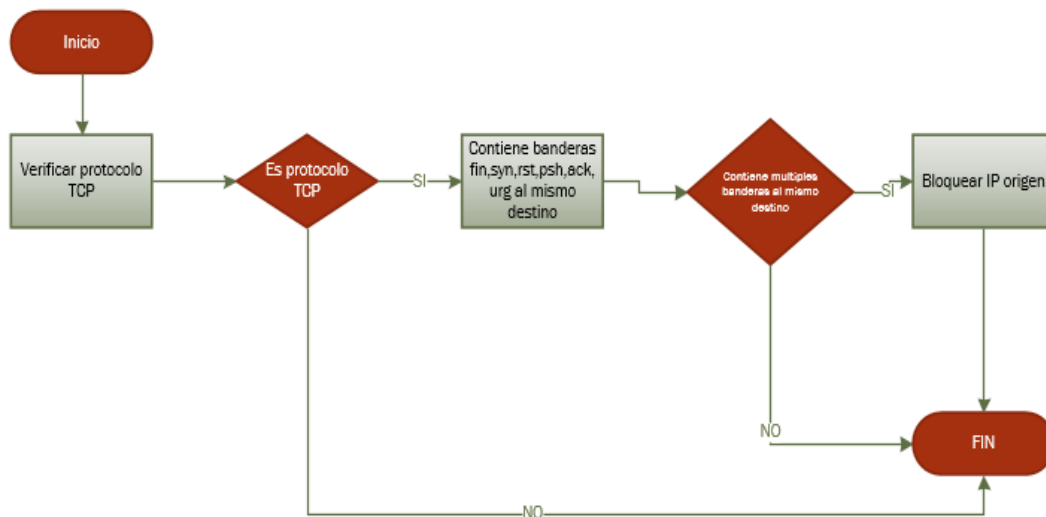 Inicio
Verificar protocolo
TCP
Es protocolo
TCP
SI
Contiene banderas
fin,syn,rst,psh,ack,
urg al mismo
destino
Contiene multiples
banderas al mismo
destino
SI
Bloquear IP origen
NO
FIN
NO